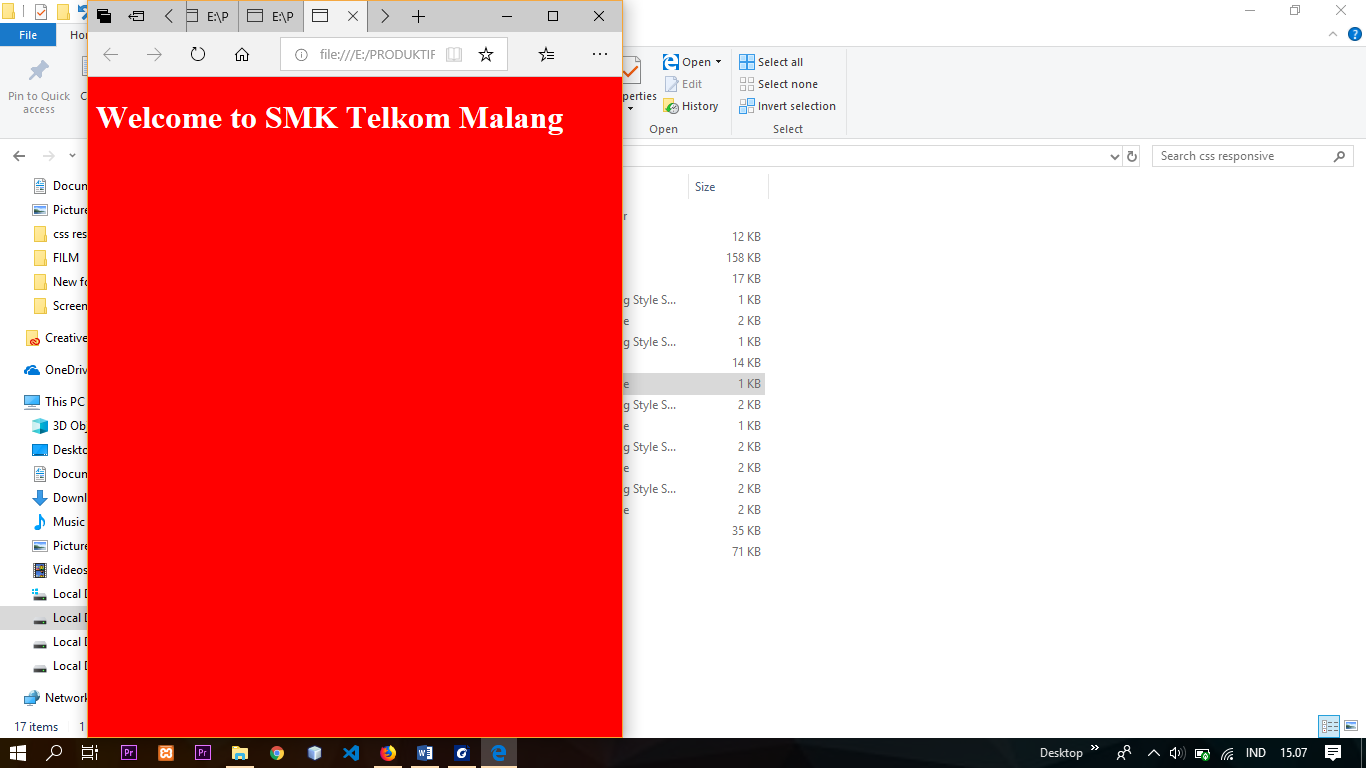 E:\P
E:\P
File
file:///E:/PRODUKTIF
Pin to Quick
access
Open
Edit
History
Open
Select all
Select none
Invert selection
Select
Welcome to SMK Telkom Malang
Search css responsive
Size
12 KB
158 KB
17 KB
g Style S... 1 KB
e 2 KB
g Style S... 1 KB
14 KB
e 1 KB
g Style S... 2 KB
e 1 KB
g Style S... 2 KB
e 2 KB
g Style S... 2 KB
e 2 KB
35 KB
71 KB
Docun
Picture
css res
FILM
New fo
Screen
Creative
OneDriv
This PC
3D Obj
Deskto
Docun
Downl
Music
Picture
Videos
Local D
Local D
Local D
Local D
Network
17 items 1
Pr
Pr
Desktop
IND
15.07